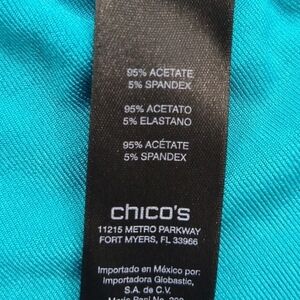 95% ACETATE
5% SPANDEX
95% ACETATO
5% ELASTANO
95% ACÉTATE
5% SPANDEX
chico's
11215 METRO PARKWAY
FORT MYERS, FL 33966
Importado en México por:
Importadora Globastic,
S.A. de C.V.